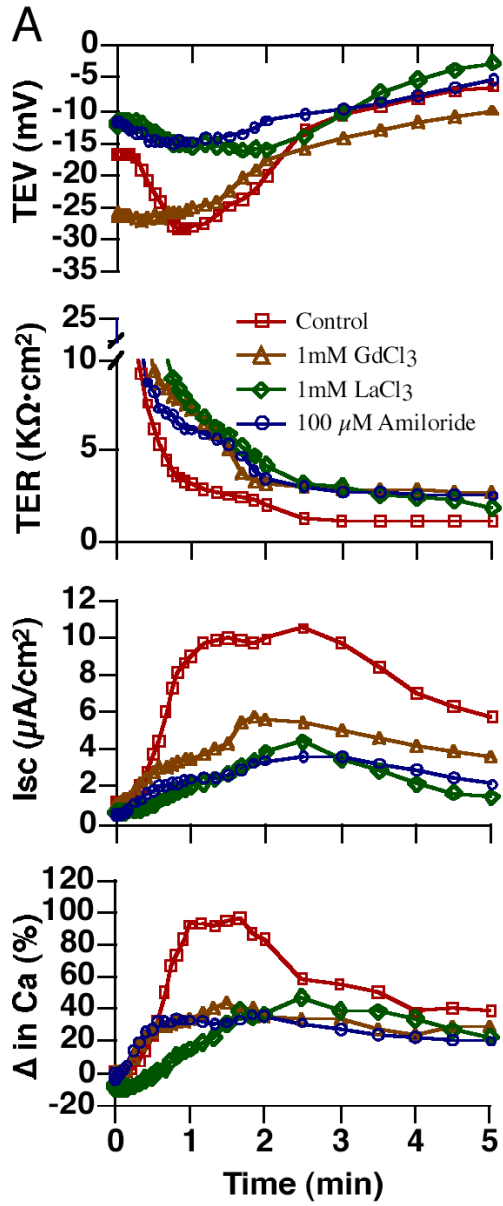 A
TEV (mV)
0
-5
-10
-15
-20
-25
-30
-35
TER (KΩ·cm²)
25
10
5
0
Control
1mM GdCl₃
1mM LaCl₃
100 µM Amiloride
Isc (µA/cm²)
12
10
8
6
4
2
0
Δ in Ca (%)
120
100
80
60
40
20
0
-20
0 1 2 3 4 5
Time (min)